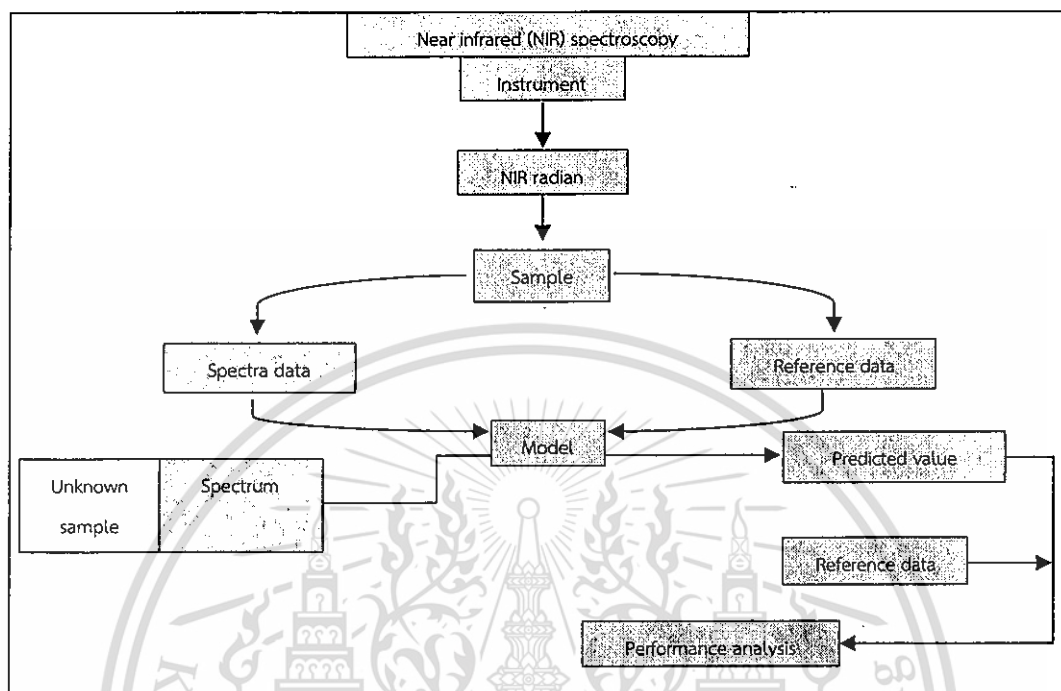 Near infrared (NIR) spectroscopy
Instrument
NIR radian
Sample
Spectra data
Reference data
Model
Predicted value
Unknown
sample
Spectrum
Reference data
Performance analysis
K
g